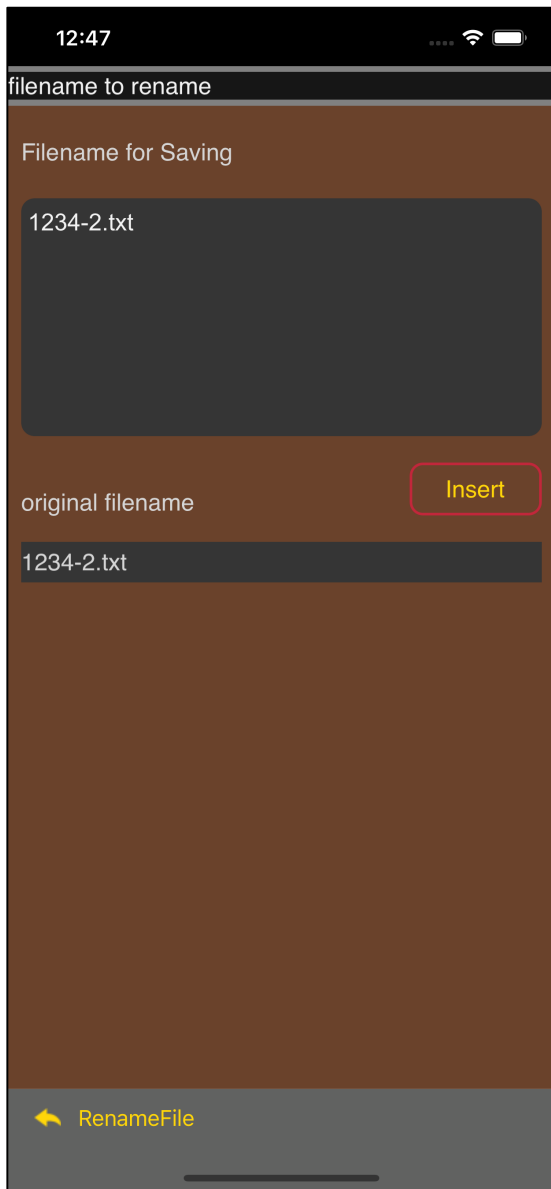 12:47
filename to rename
Filename for Saving
1234-2.txt
Insert
original filename
1234-2.txt
RenameFile